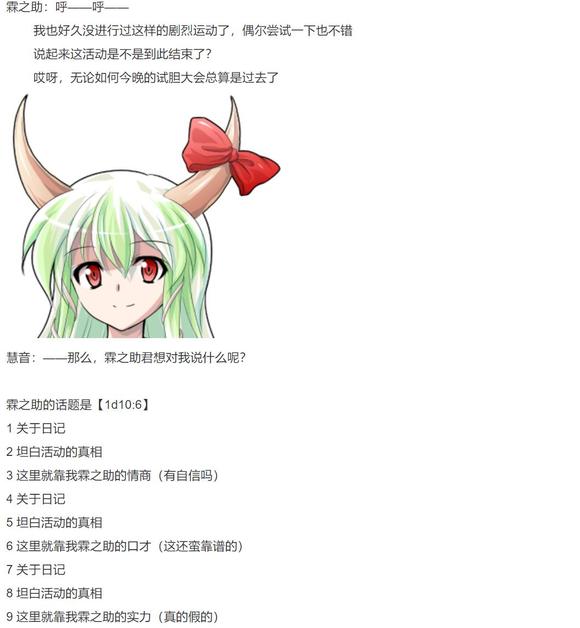 霖之助：呼——呼——
我也好久没进行过这样的剧烈运动了，偶尔尝试一下也不错
说起来这活动是不是到此结束了？
哎呀，无论如何今晚的试胆大会总算是过去了
慧音：——那么，霖之助君想对我说什么呢？
霖之助的话题是【1d10:6】
1 关于日记
2 坦白活动的真相
3 这里就靠我霖之助的情商（有自信吗）
4 关于日记
5 坦白活动的真相
6 这里就靠我霖之助的口才（这还蛮靠谱的）
7 关于日记
8 坦白活动的真相
9 这里就靠我霖之助的实力（真的假的）